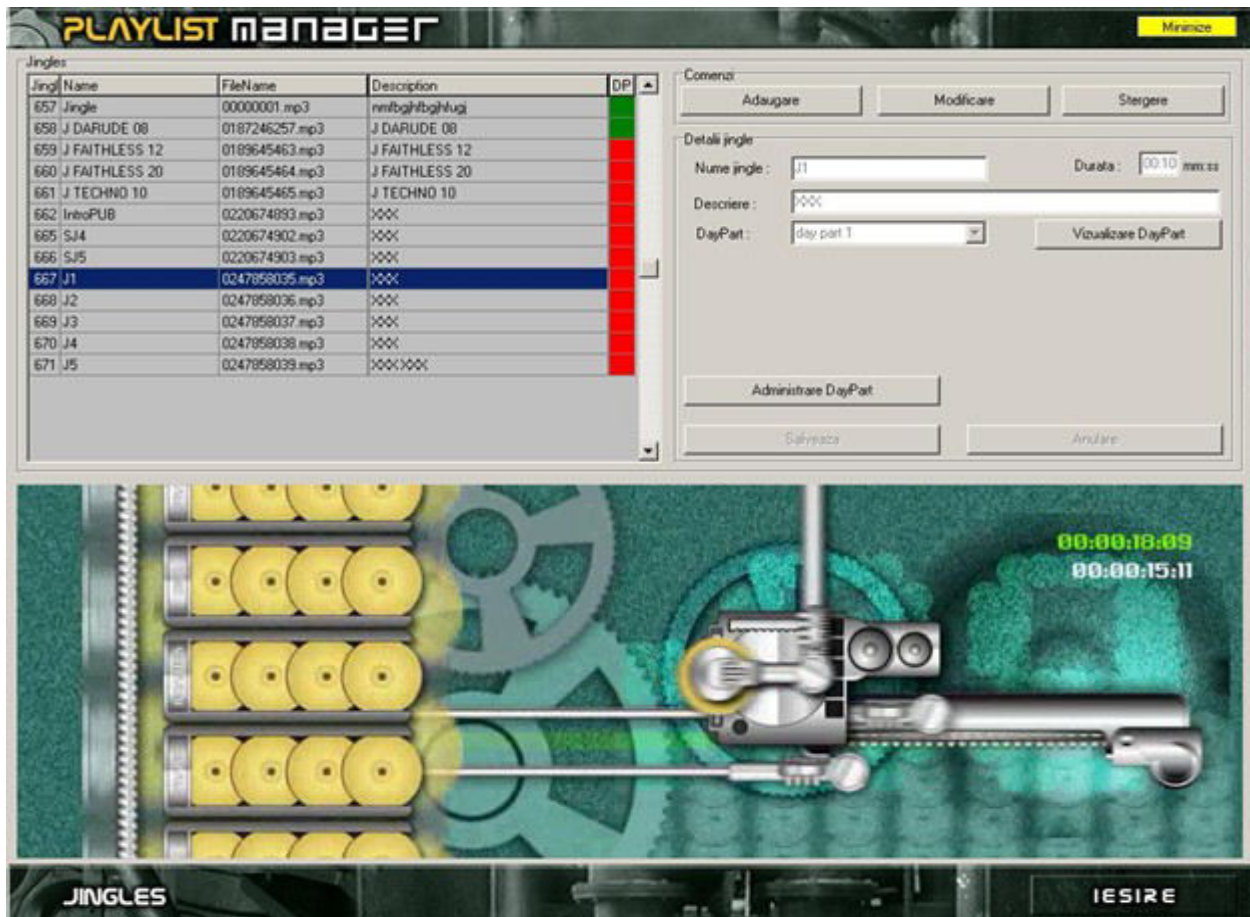 PLAYLIST manager
Minimize
Jingles
Jingl Name FileName Description DP
657 Jingle 00000001.mp3 nmfbgjhfbgjhfugj
658 J DARUDE 08 0187246257.mp3 J DARUDE 08
659 J FAITHLESS 12 0189645463.mp3 J FAITHLESS 12
660 J FAITHLESS 20 0189645464.mp3 J FAITHLESS 20
661 J TECHNO 10 0189645465.mp3 J TECHNO 10
662 IntroPUB 0220674893.mp3 XXX
665 SJ4 0220674902.mp3 XXX
666 SJ5 0220674903.mp3 XXX
667 J1 0247858035.mp3 XXX
668 J2 0247858036.mp3 XXX
669 J3 0247858037.mp3 XXX
670 J4 0247858038.mp3 XXX
671 J5 0247858039.mp3 XXXXXX
Comenzi
Adaugare Modificare Stergere
Detalii jingle
Nume jingle : J1 Durata : 00:10 mm:ss
Descriere : XXX
DayPart : day part 1 Vizualizare DayPart
Administrare DayPart
Salveaza Anulare
00:00:18:09
00:00:15:11
JINGLES
IESIRE